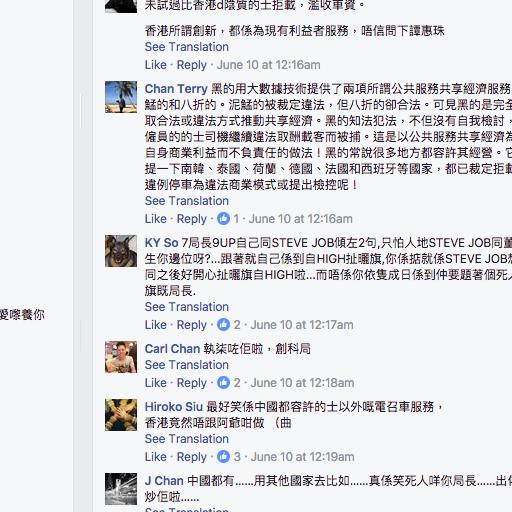 未試過比香港d陰質的士拒載，濫收車資。
香港所謂創新，都係為現有利益者服務，唔信問下譚惠珠
See Translation
Like · Reply · June 10 at 12:16am
Chan Terry 黑的用大數據技術提供了兩項所謂公共服務共享經濟服務
艋的和八折的。泥艋的被裁定違法，但八折的卻合法。可見黑的是完全
取合法或違法方式推動共享經濟。黑的知法犯法，不但沒有自我檢討，
僱員的的士司機繼續違法取酬載客而被捕。這是以公共服務共享經濟為
自身商業利益而不負責任的做法！黑的常說很多地方都容許其經營。它
提一下南韓、泰國、荷蘭、德國、法國和西班牙等國家，都已裁定拒載
違例停車為違法商業模式或提出檢控呢！
See Translation
Like · Reply · 1 · June 10 at 12:16am
KY So 7局長9UP自己同STEVE JOB傾左2句,只怕人地STEVE JOB同董
生你邊位呀?...跟著就自己係到自HIGH扯曬旗,你係掂就係STEVE JOB想
同之後好開心扯曬旗自HIGH啦...而唔係你依隻成日係到仲要題著個死人
旗既局長.
See Translation
Like · Reply · 2 · June 10 at 12:17am
愛嚟養你
Carl Chan 執柒咗佢啦，創科局
See Translation
Like · Reply · 2 · June 10 at 12:18am
Hiroko Siu 最好笑係中國都容許的士以外嘅電召車服務，
香港竟然唔跟阿爺咁做 （曲
See Translation
Like · Reply · 3 · June 10 at 12:19am
J Chan 中國都有......用其他國家去比如......真係笑死人咩你局長......出
炒佢啦......
See Translation